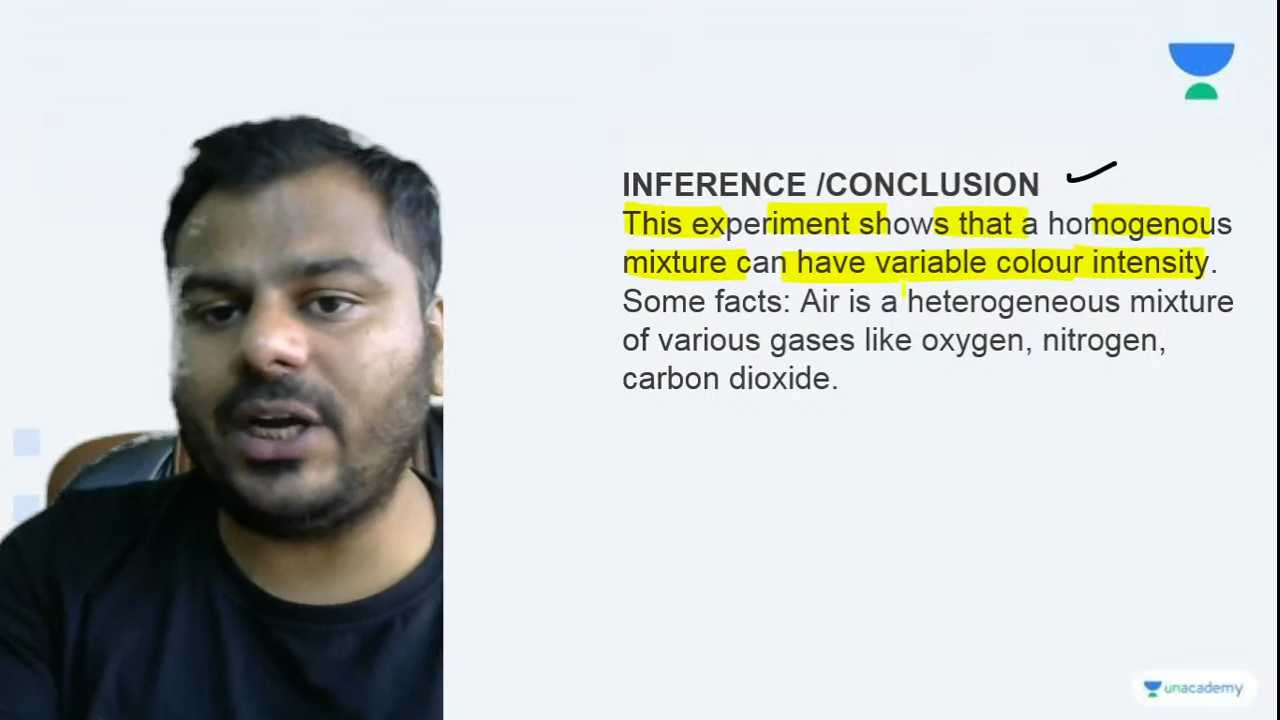 INFERENCE /CONCLUSION
This experiment shows that a homogenous
mixture can have variable colour intensity.
Some facts: Air is a heterogeneous mixture
of various gases like oxygen, nitrogen,
carbon dioxide.
unacademy